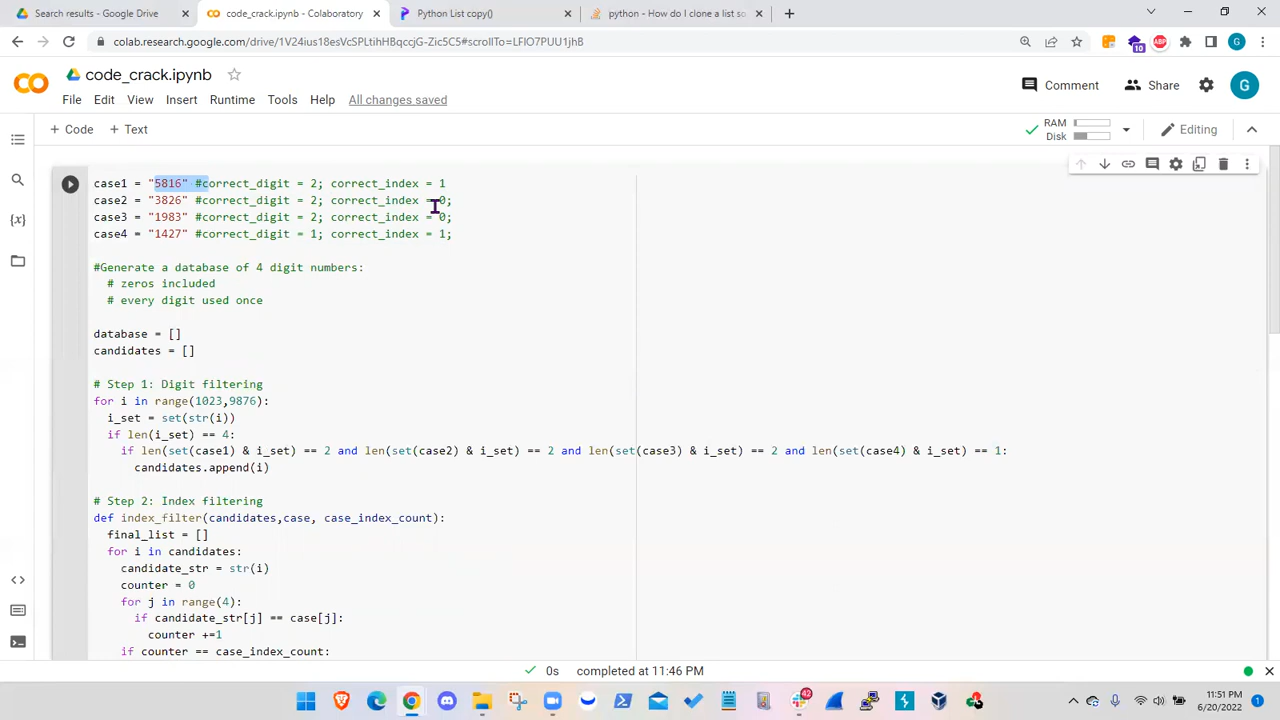 Search results - Google Drive
code_crack.ipynb - Colaboratory
Python List copy()
python - How do I clone a list so
colab.research.google.com/drive/1V24ius18esVcSPLtihHBqcciG-Zic5C5#scrollTo=LFlO7PUU1jhB
10
ABP
G
CO
code_crack.ipynb
Comment
Share
G
File Edit View Insert Runtime Tools Help All changes saved
+ Code + Text
RAM
Disk
Editing
case1 = "5816" #correct_digit = 2; correct_index = 1
case2 = "3826" #correct_digit = 2; correct_index = 0;
case3 = "1983" #correct_digit = 2; correct_index = 0;
case4 = "1427" #correct_digit = 1; correct_index = 1;
#Generate a database of 4 digit numbers:
# zeros included
# every digit used once
database = []
candidates = []
# Step 1: Digit filtering
for i in range(1023,9876):
i_set = set(str(i))
if len(i_set) == 4:
if len(set(case1) & i_set) == 2 and len(set(case2) & i_set) == 2 and len(set(case3) & i_set) == 2 and len(set(case4) & i_set) == 1:
candidates.append(i)
# Step 2: Index filtering
def index_filter(candidates,case, case_index_count):
final_list = []
for i in candidates:
candidate_str = str(i)
counter = 0
for j in range(4):
if candidate_str[j] == case[j]:
counter +=1
if counter == case_index_count:
0s completed at 11:46 PM
42
11:51 PM
6/20/2022
1